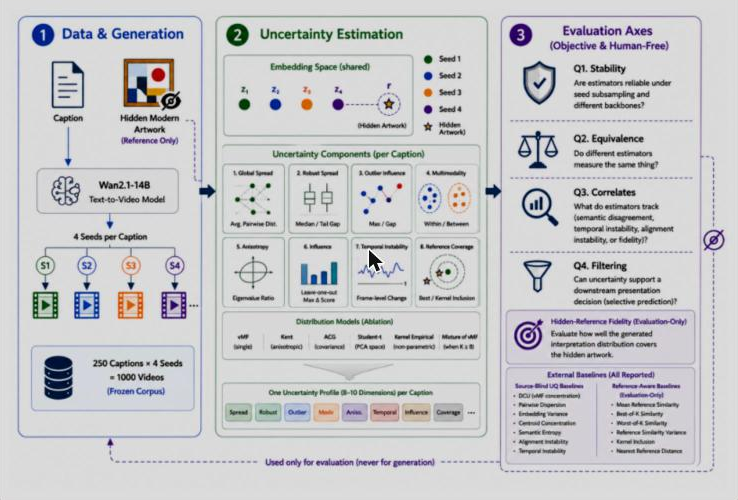 1 Data & Generation
Caption
Hidden Modern
Artwork
(Reference Only)
Wan2.1-14B
Text-to-Video Model
4 Seeds per Caption
S1 S2 S3 S4
...
250 Captions × 4 Seeds
= 1000 Videos
(Frozen Corpus)
2 Uncertainty Estimation
Embedding Space (shared)
z₁ z₂ z₃ z₄ r
(Hidden Artwork)
Seed 1
Seed 2
Seed 3
Seed 4
Hidden
Artwork)
Uncertainty Components (per Caption)
1. Global Spread
Avg. Pairwise Dist.
2. Robust Spread
Median / Tail Gap
3. Outlier Influence
Max / Gap
4. Multimodality
Within / Between
5. Anisotropy
Eigenvalue Ratio
6. Influence
Leave-one-out
Max Δ Score
7. Temporal Instability
Frame-level Change
8. Reference Coverage
Best / Kernel Inclusion
Distribution Models (Ablation)
vMF Kent ACG Student-t Kernel Empirical Mixture of vMF
(single) (anisotropic) (covariance) (PCA space) (non-parametric) (when K ≥ 8)
One Uncertainty Profile (8–10 Dimensions) per Caption
Spread Robust Outlier Mode Aniso. Temporal Influence Coverage ...
3 Evaluation Axes
(Objective & Human-Free)
Q1. Stability
Are estimators reliable under
seed subsampling and
different backbones?
Q2. Equivalence
Do different estimators
measure the same thing?
Q3. Correlates
What do estimators track
(semantic disagreement,
temporal instability, alignment
instability, or fidelity)?
Q4. Filtering
Can uncertainty support a
downstream presentation
decision (selective prediction)?
Hidden-Reference Fidelity (Evaluation-Only)
Evaluate how well the generated
interpretation distribution covers
the hidden artwork.
External Baselines (All Reported)
Source-Blind UQ Baselines
• DCU (vMF concentration)
• Pairwise Dispersion
• Embedding Variance
• Centroid Concentration
• Semantic Entropy
• Alignment Instability
• Temporal Instability
Reference-Aware Baselines
(Evaluation-Only)
• Mean Reference Similarity
• Best-of-K Similarity
• Worst-of-K Similarity
• Reference Similarity Variance
• Kernel Inclusion
• Nearest Reference Distance
Used only for evaluation (never for generation)